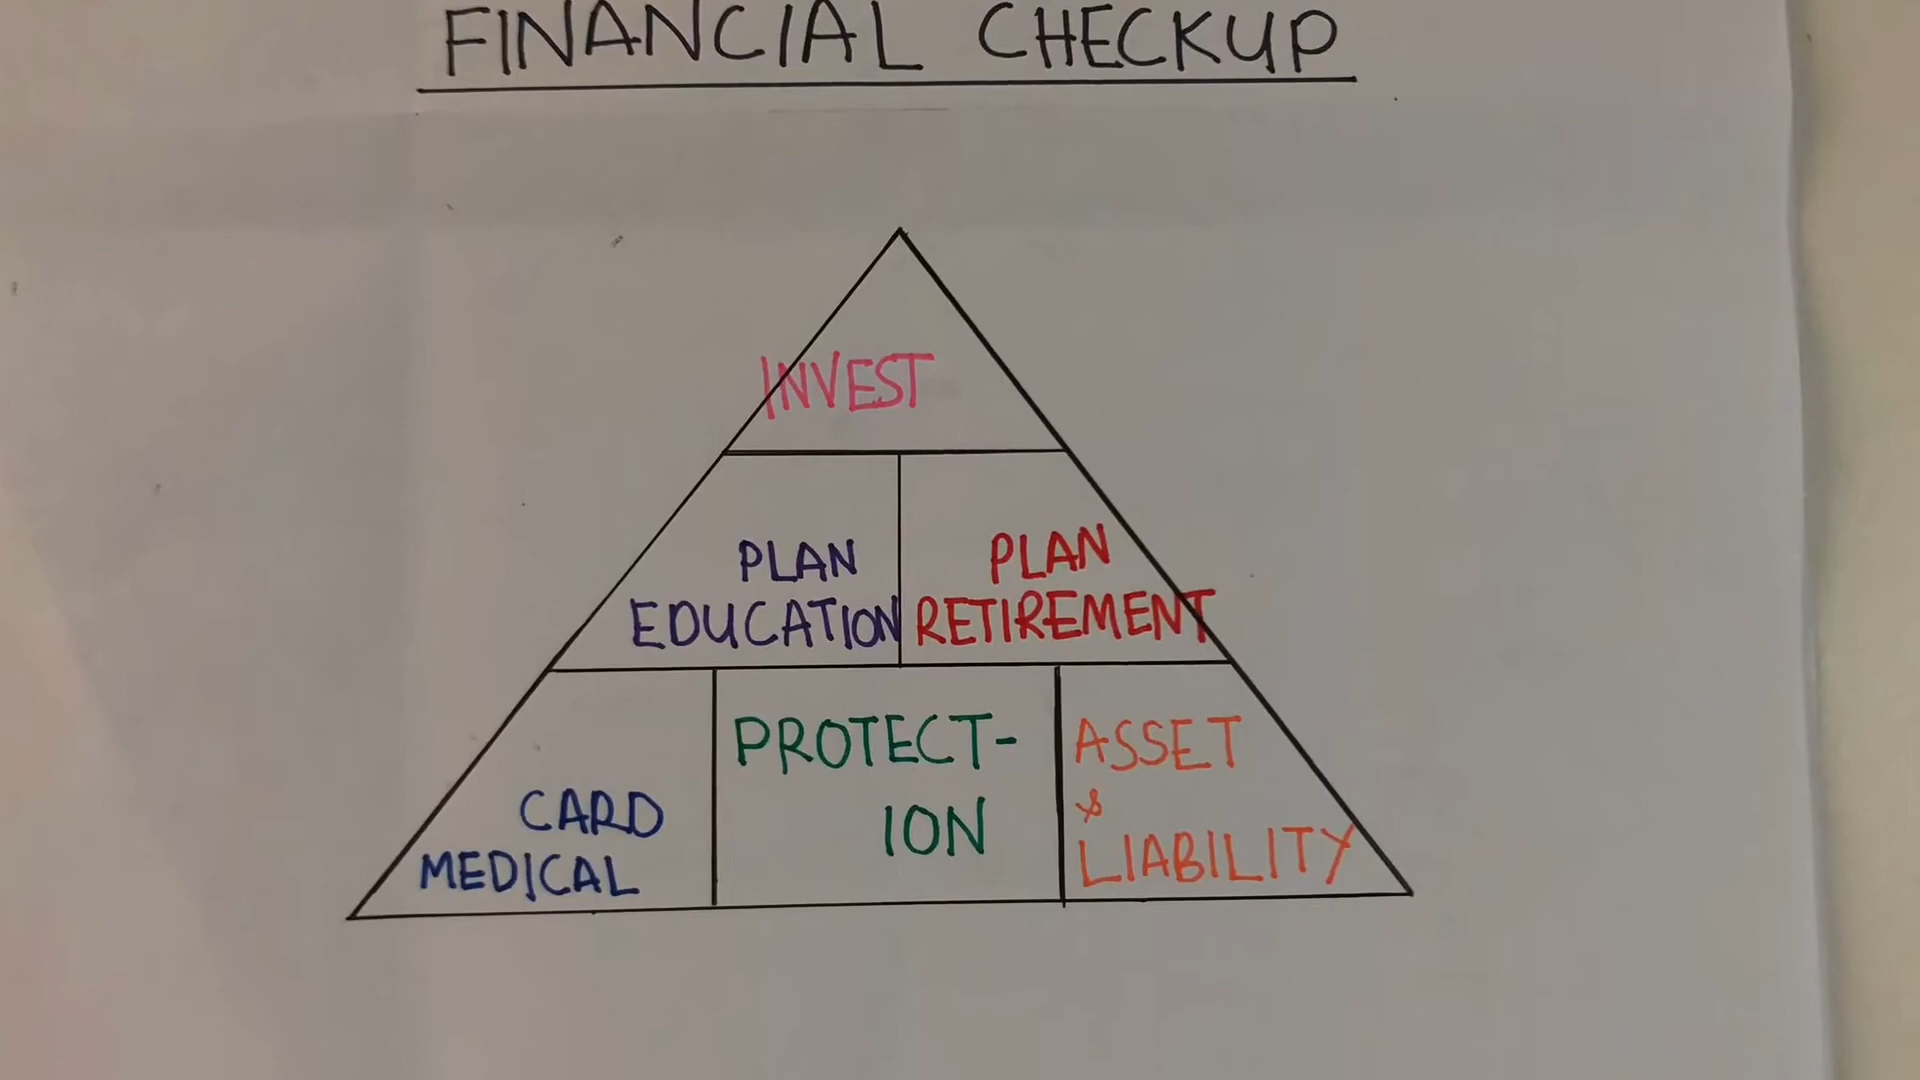 FINANCIAL CHECKUP
INVEST
PLAN
EDUCATION
PLAN
RETIREMENT
CARD
MEDICAL
PROTECT-
ION
ASSET
&
LIABILITY